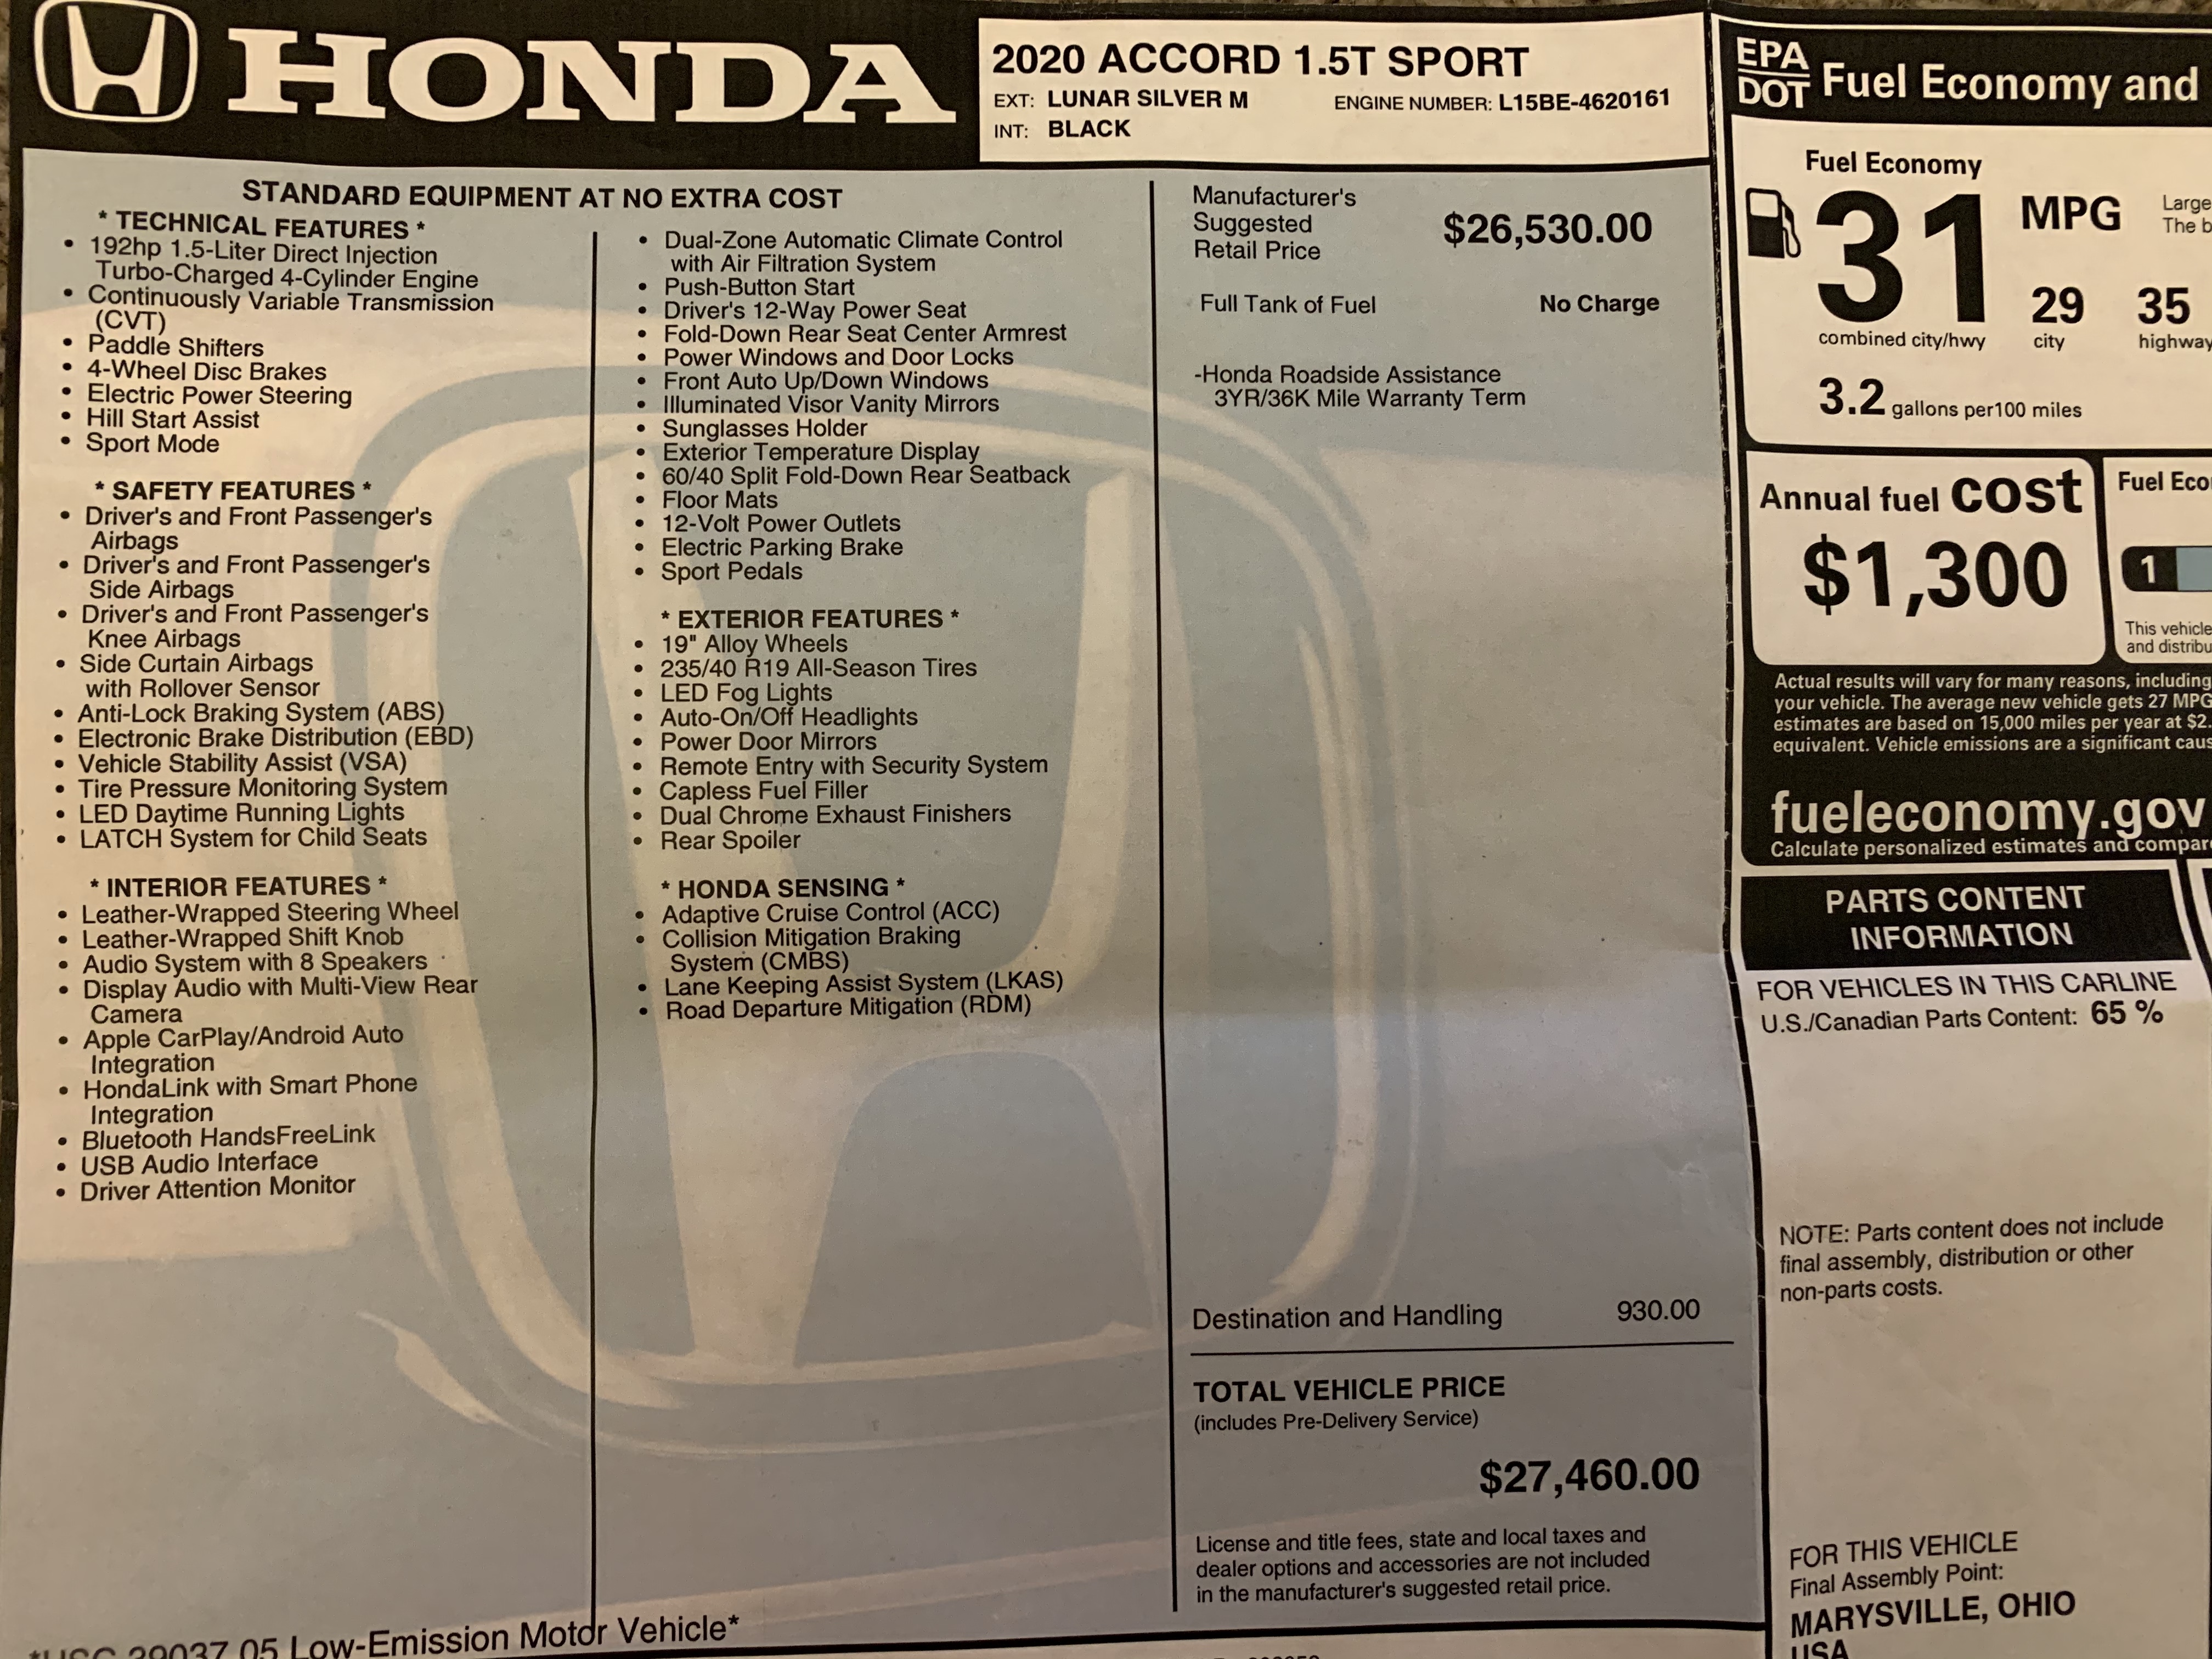 HONDA
2020 ACCORD 1.5T SPORT
EXT: LUNAR SILVER M ENGINE NUMBER: L15BE-4620161
INT: BLACK
STANDARD EQUIPMENT AT NO EXTRA COST
* TECHNICAL FEATURES *
• 192hp 1.5-Liter Direct Injection
Turbo-Charged 4-Cylinder Engine
• Continuously Variable Transmission
(CVT)
• Paddle Shifters
• 4-Wheel Disc Brakes
• Electric Power Steering
• Hill Start Assist
• Sport Mode
* SAFETY FEATURES *
• Driver's and Front Passenger's
Airbags
• Driver's and Front Passenger's
Side Airbags
• Driver's and Front Passenger's
Knee Airbags
• Side Curtain Airbags
with Rollover Sensor
• Anti-Lock Braking System (ABS)
• Electronic Brake Distribution (EBD)
• Vehicle Stability Assist (VSA)
• Tire Pressure Monitoring System
• LED Daytime Running Lights
• LATCH System for Child Seats
* INTERIOR FEATURES *
• Leather-Wrapped Steering Wheel
• Leather-Wrapped Shift Knob
• Audio System with 8 Speakers
• Display Audio with Multi-View Rear
Camera
• Apple CarPlay/Android Auto
Integration
• HondaLink with Smart Phone
Integration
• Bluetooth HandsFreeLink
• USB Audio Interface
• Driver Attention Monitor
• Dual-Zone Automatic Climate Control
with Air Filtration System
• Push-Button Start
• Driver's 12-Way Power Seat
• Fold-Down Rear Seat Center Armrest
• Power Windows and Door Locks
• Front Auto Up/Down Windows
• Illuminated Visor Vanity Mirrors
• Sunglasses Holder
• Exterior Temperature Display
• 60/40 Split Fold-Down Rear Seatback
• Floor Mats
• 12-Volt Power Outlets
• Electric Parking Brake
• Sport Pedals
* EXTERIOR FEATURES *
• 19" Alloy Wheels
• 235/40 R19 All-Season Tires
• LED Fog Lights
• Auto-On/Off Headlights
• Power Door Mirrors
• Remote Entry with Security System
• Capless Fuel Filler
• Dual Chrome Exhaust Finishers
• Rear Spoiler
* HONDA SENSING *
• Adaptive Cruise Control (ACC)
• Collision Mitigation Braking
System (CMBS)
• Lane Keeping Assist System (LKAS)
• Road Departure Mitigation (RDM)
Manufacturer's
Suggested
Retail Price
$26,530.00
Full Tank of Fuel No Charge
-Honda Roadside Assistance
3YR/36K Mile Warranty Term
Destination and Handling 930.00
TOTAL VEHICLE PRICE
(includes Pre-Delivery Service)
$27,460.00
License and title fees, state and local taxes and
dealer options and accessories are not included
in the manufacturer's suggested retail price.
29037.05 Low-Emission Motor Vehicle*
EPA
DOT
Fuel Economy and
Fuel Economy
31 MPG
Large
The
29 35
combined city/hwy city highway
3.2 gallons per100 miles
Annual fuel cost
$1,300
Fuel
1
This vehicle
and
Actual results will vary for many reasons, including
your vehicle. The average new vehicle gets 27 MPG
estimates are based on 15,000 miles per year at $2.
equivalent. Vehicle emissions are a significant
fueleconomy.gov
Calculate personalized estimates and
PARTS CONTENT
INFORMATION
FOR VEHICLES IN THIS CARLINE
U.S./Canadian Parts Content: 65 %
NOTE: Parts content does not include
final assembly, distribution or other
non-parts costs.
FOR THIS VEHICLE
Final Assembly Point:
MARYSVILLE, OHIO
USA